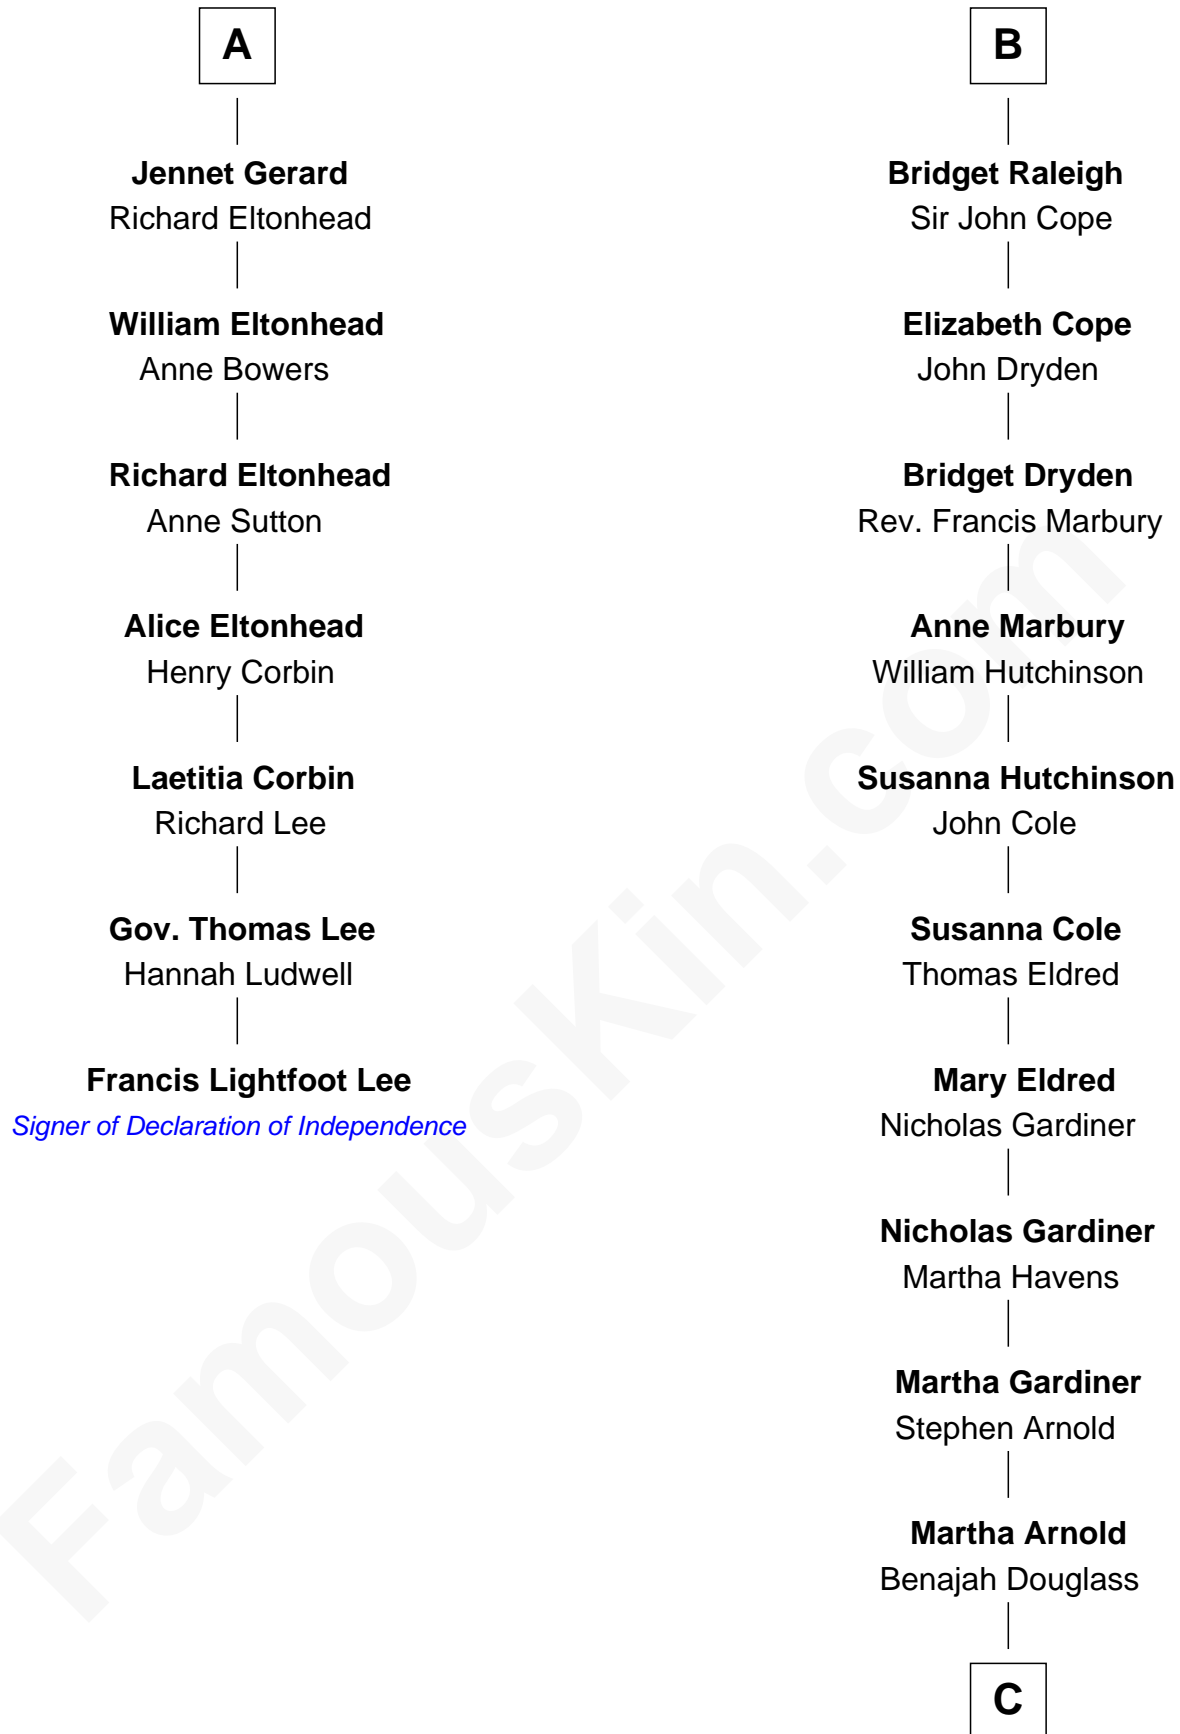 A
Jennet Gerard
Richard Eltonhead
William Eltonhead
Anne Bowers
Richard Eltonhead
Anne Sutton
Alice Eltonhead
Henry Corbin
Laetitia Corbin
Richard Lee
Gov. Thomas Lee
Hannah Ludwell
Francis Lightfoot Lee
Signer of Declaration of Independence
B
Bridget Raleigh
Sir John Cope
Elizabeth Cope
John Dryden
Bridget Dryden
Rev. Francis Marbury
Anne Marbury
William Hutchinson
Susanna Hutchinson
John Cole
Susanna Cole
Thomas Eldred
Mary Eldred
Nicholas Gardiner
Nicholas Gardiner
Martha Havens
Martha Gardiner
Stephen Arnold
Martha Arnold
Benajah Douglass
C
FamousKin.com